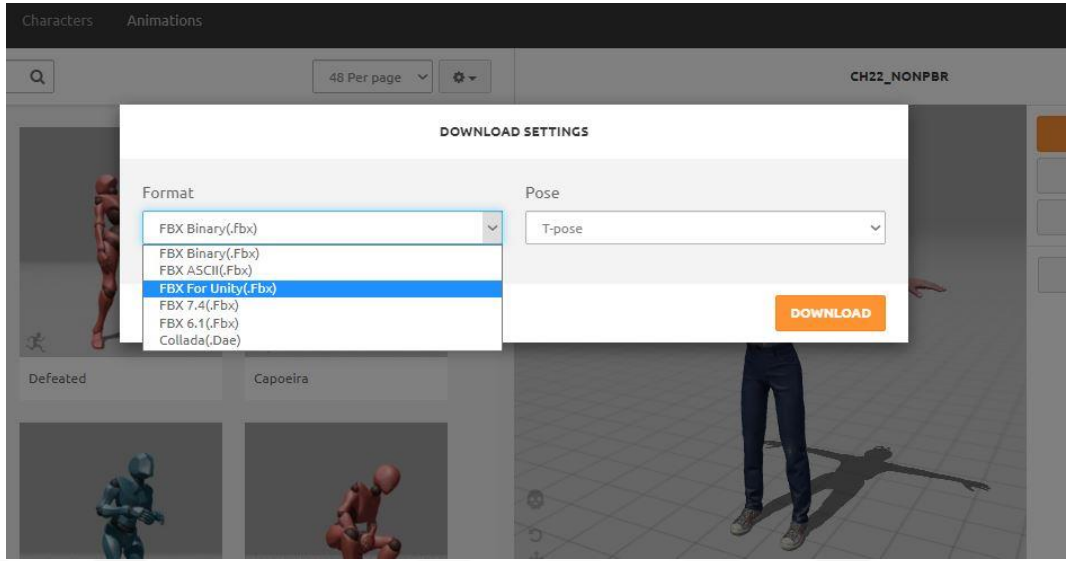 Characters Animations
48 Per page
CH22_NONPBR
DOWNLOAD SETTINGS
Format Pose
FBX Binary(.fbx) T-pose
FBX Binary(.Fbx)
FBX ASCII(.Fbx)
FBX For Unity(.Fbx)
FBX 7.4(.Fbx)
FBX 6.1(.Fbx)
Collada(.Dae)
DOWNLOAD
Defeated Capoeira